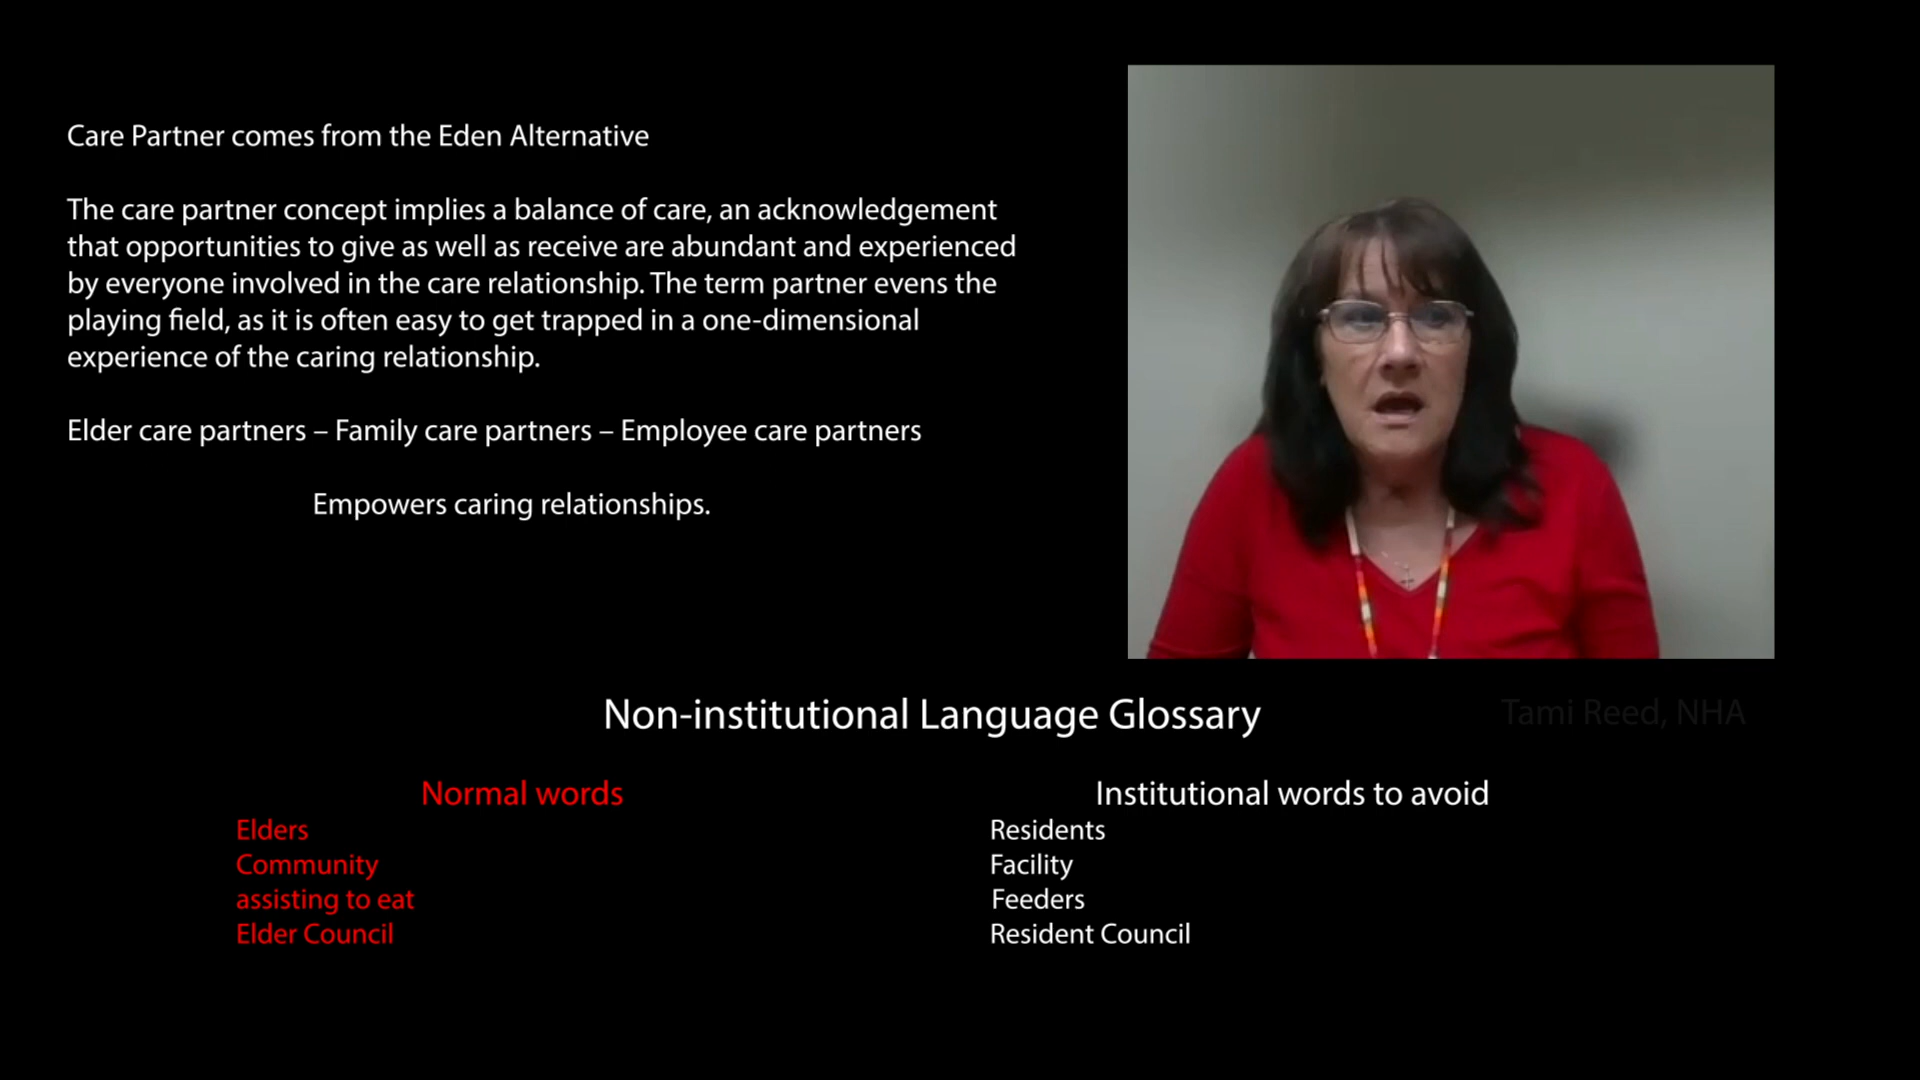 Care Partner comes from the Eden Alternative
The care partner concept implies a balance of care, an acknowledgement
that opportunities to give as well as receive are abundant and experienced
by everyone involved in the care relationship. The term partner evens the
playing field, as it is often easy to get trapped in a one-dimensional
experience of the caring relationship.
Elder care partners – Family care partners – Employee care partners
Empowers caring relationships.
Non-institutional Language Glossary
Tami Reed, NHA
Normal words
Institutional words to avoid
Elders
Residents
Community
Facility
assisting to eat
Feeders
Elder Council
Resident Council